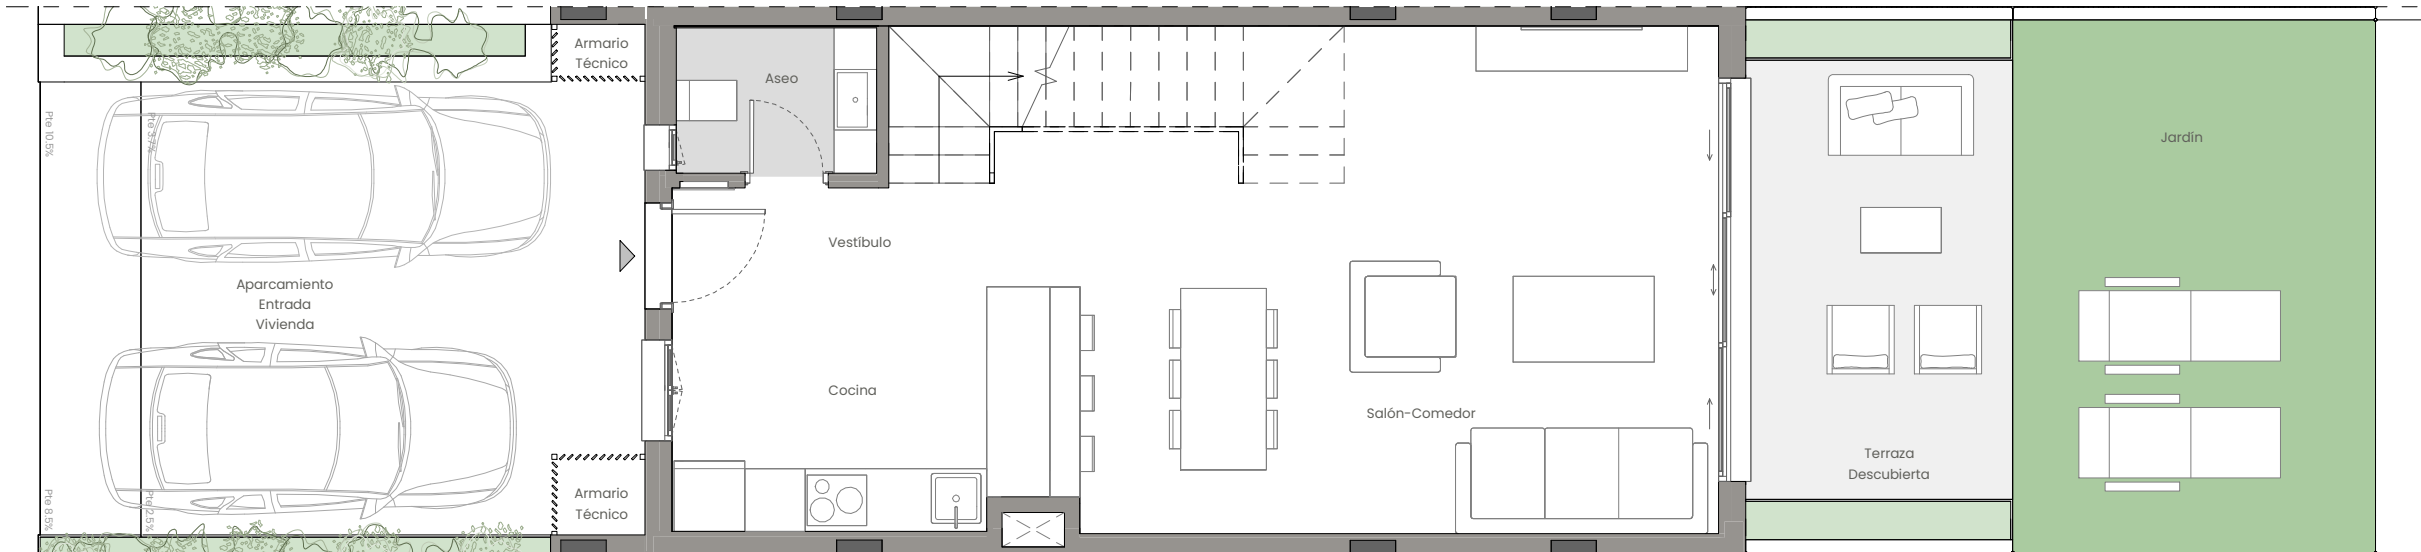 Armario
Técnico
Aseo
Jardín
Pte 10.5%
Vestíbulo
Aparcamiento
Entrada
Vivienda
Cocina
Salón-Comedor
Terraza
Descubierta
Armario
Técnico
Pte 8.5%
Pte 2.5%